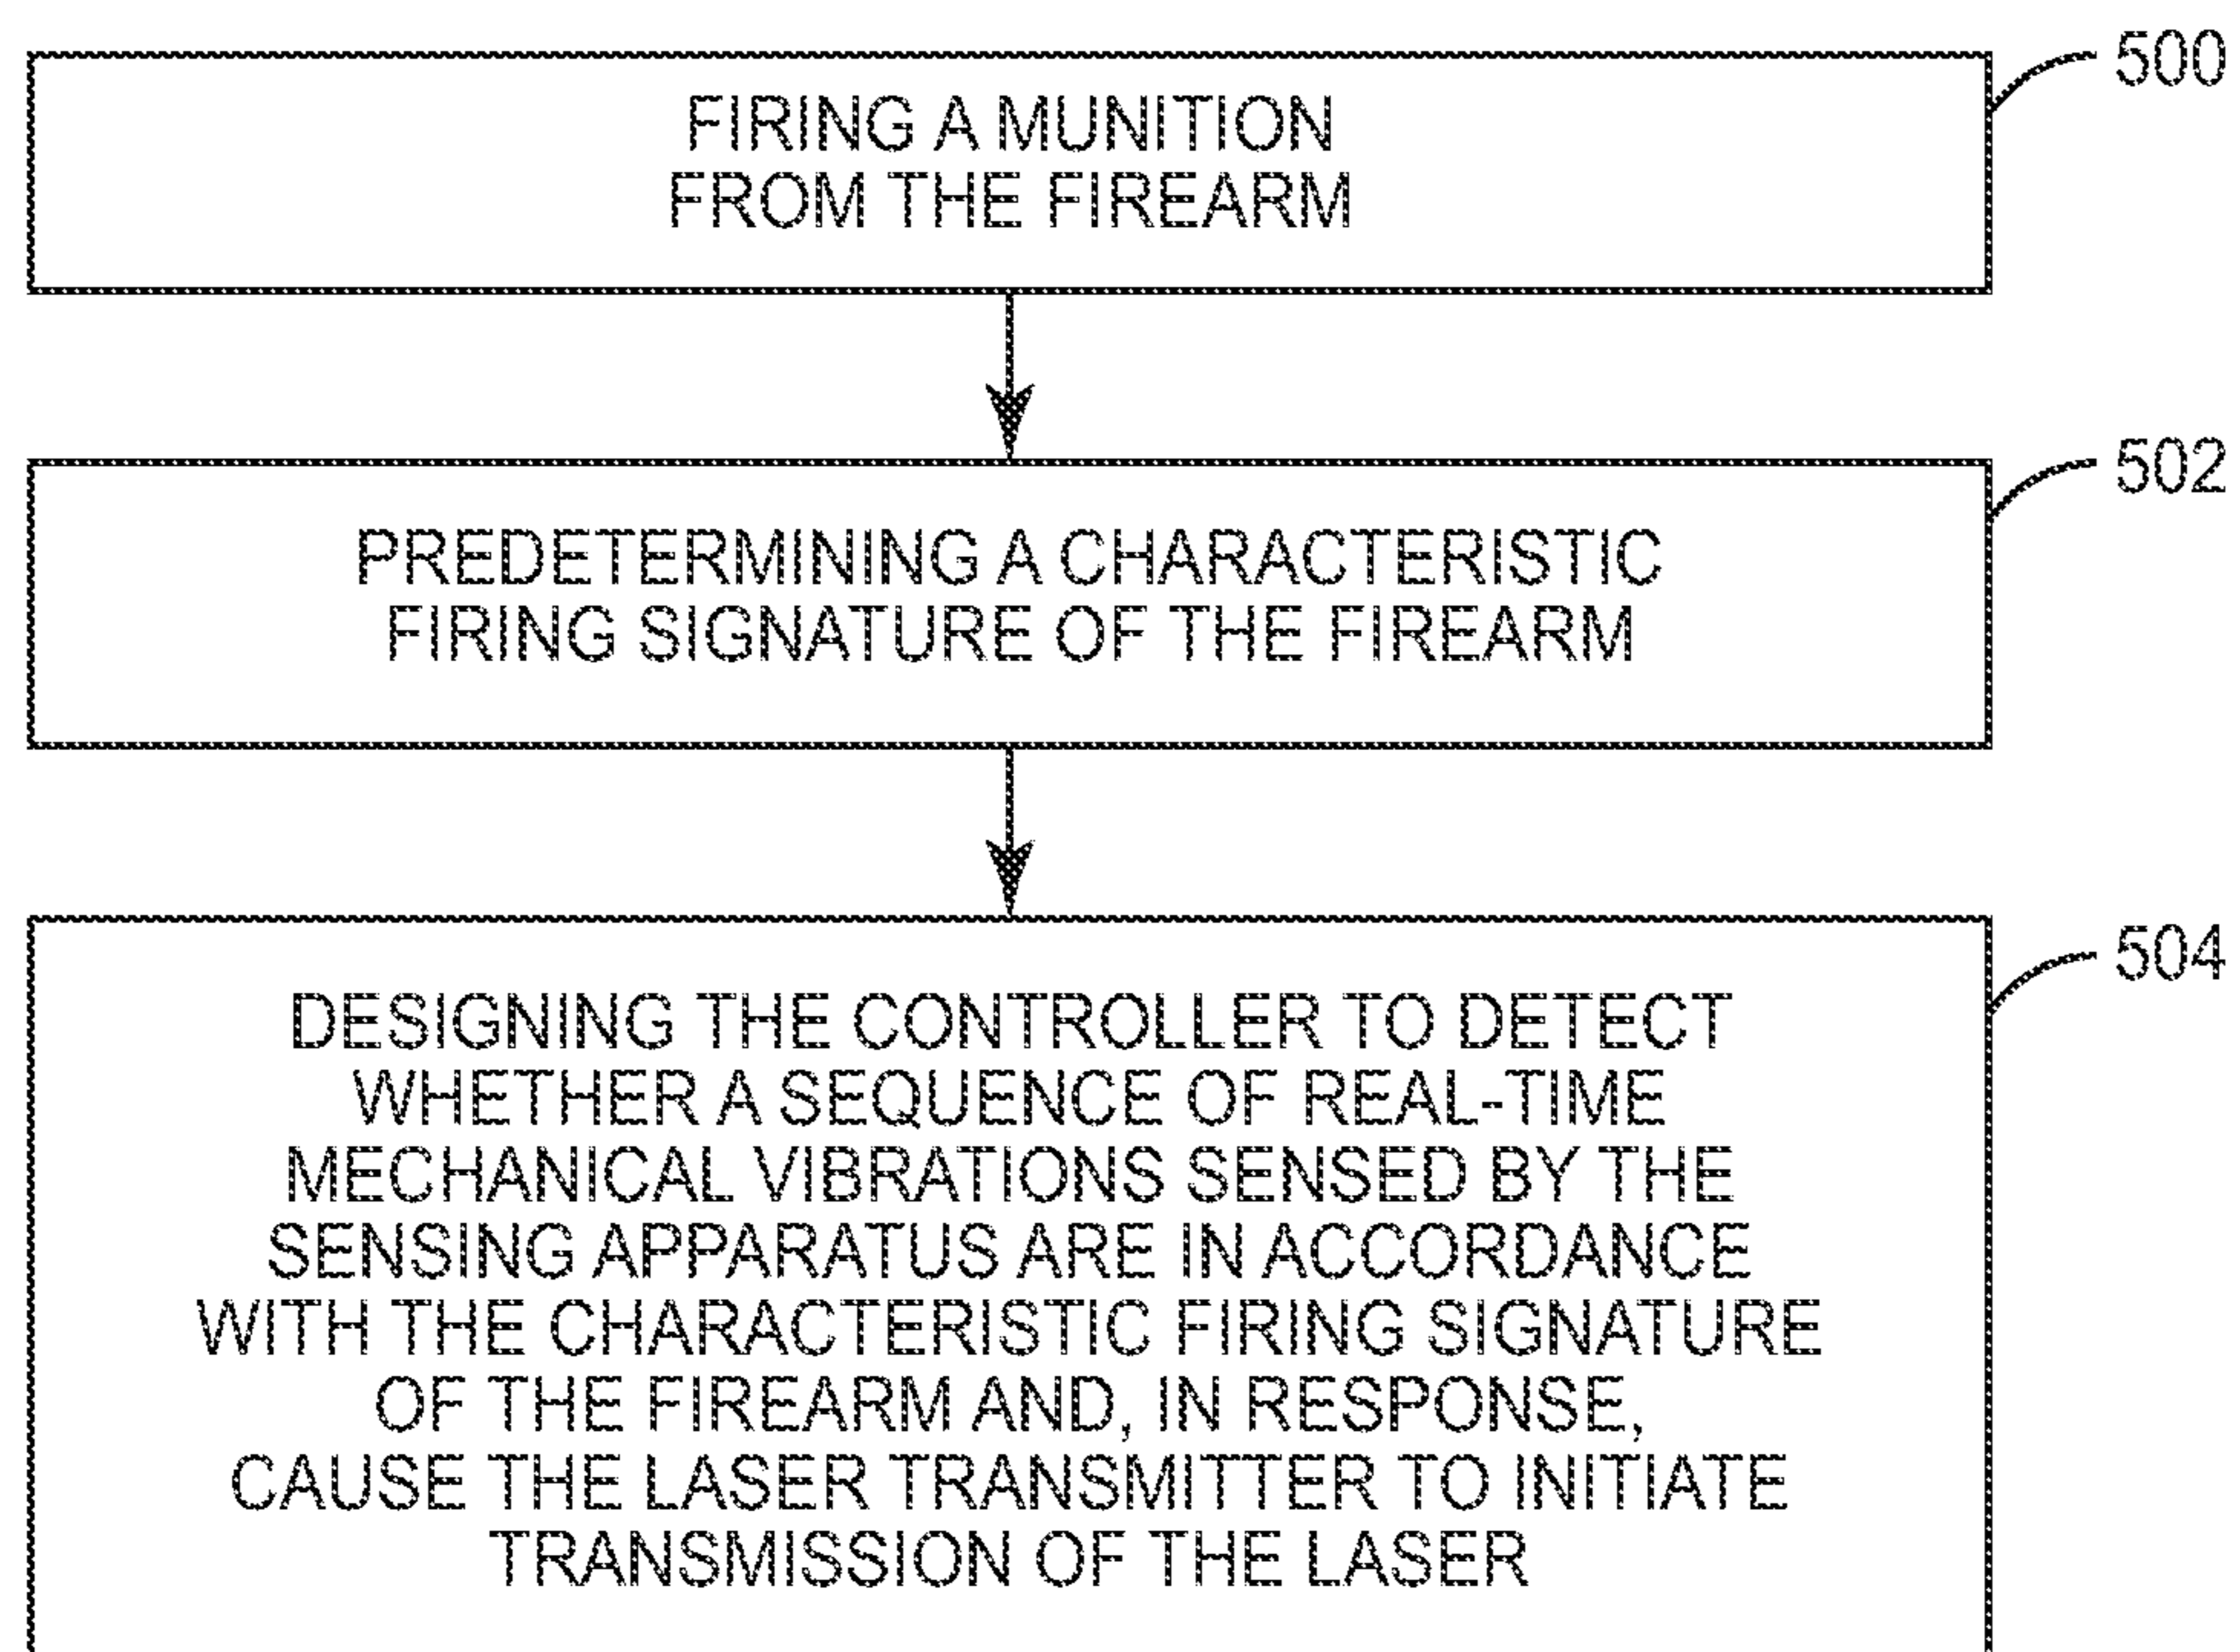 500
FIRING A MUNITION
FROM THE FIREARM
502
PREDETERMINING A CHARACTERISTIC
FIRING SIGNATURE OF THE FIREARM
504
DESIGNING THE CONTROLLER TO DETECT
WHETHER A SEQUENCE OF REAL-TIME
MECHANICAL VIBRATIONS SENSED BY THE
SENSING APPARATUS ARE IN ACCORDANCE
WITH THE CHARACTERISTIC FIRING SIGNATURE
OF THE FIREARM AND, IN RESPONSE,
CAUSE THE LASER TRANSMITTER TO INITIATE
TRANSMISSION OF THE LASER